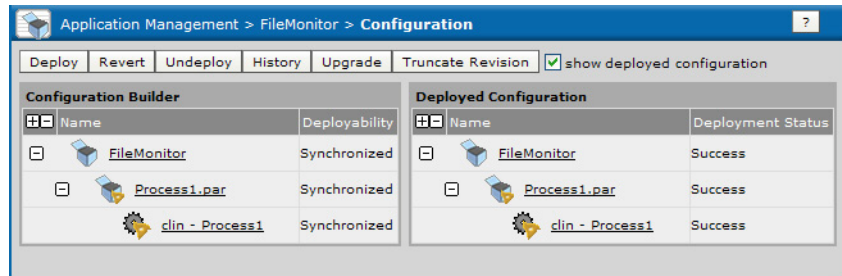 Application Management > FileMonitor > Configuration ?
Deploy Revert Undeploy History Upgrade Truncate Revision show deployed configuration
Configuration Builder
Name Deployability
FileMonitor Synchronized
Process1.par Synchronized
clin - Process1 Synchronized
Deployed Configuration
Name Deployment Status
FileMonitor Success
Process1.par Success
clin - Process1 Success